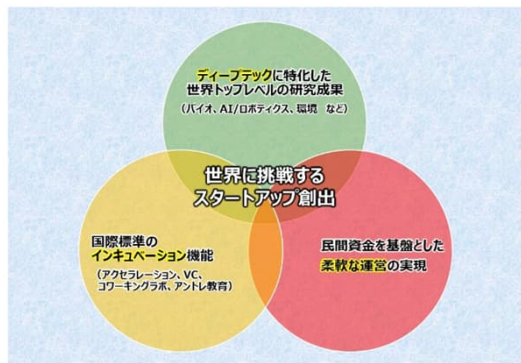 ディープテックに特化した
世界トップレベルの研究成果
(バイオ、AI/ロボティクス、環境　など)
世界に挑戦する
スタートアップ創出
国際標準の
インキュベーション機能
(アクセラレーション、VC、
コワーキングラボ、アントレ教育)
民間資金を基盤とした
柔軟な運営の実現